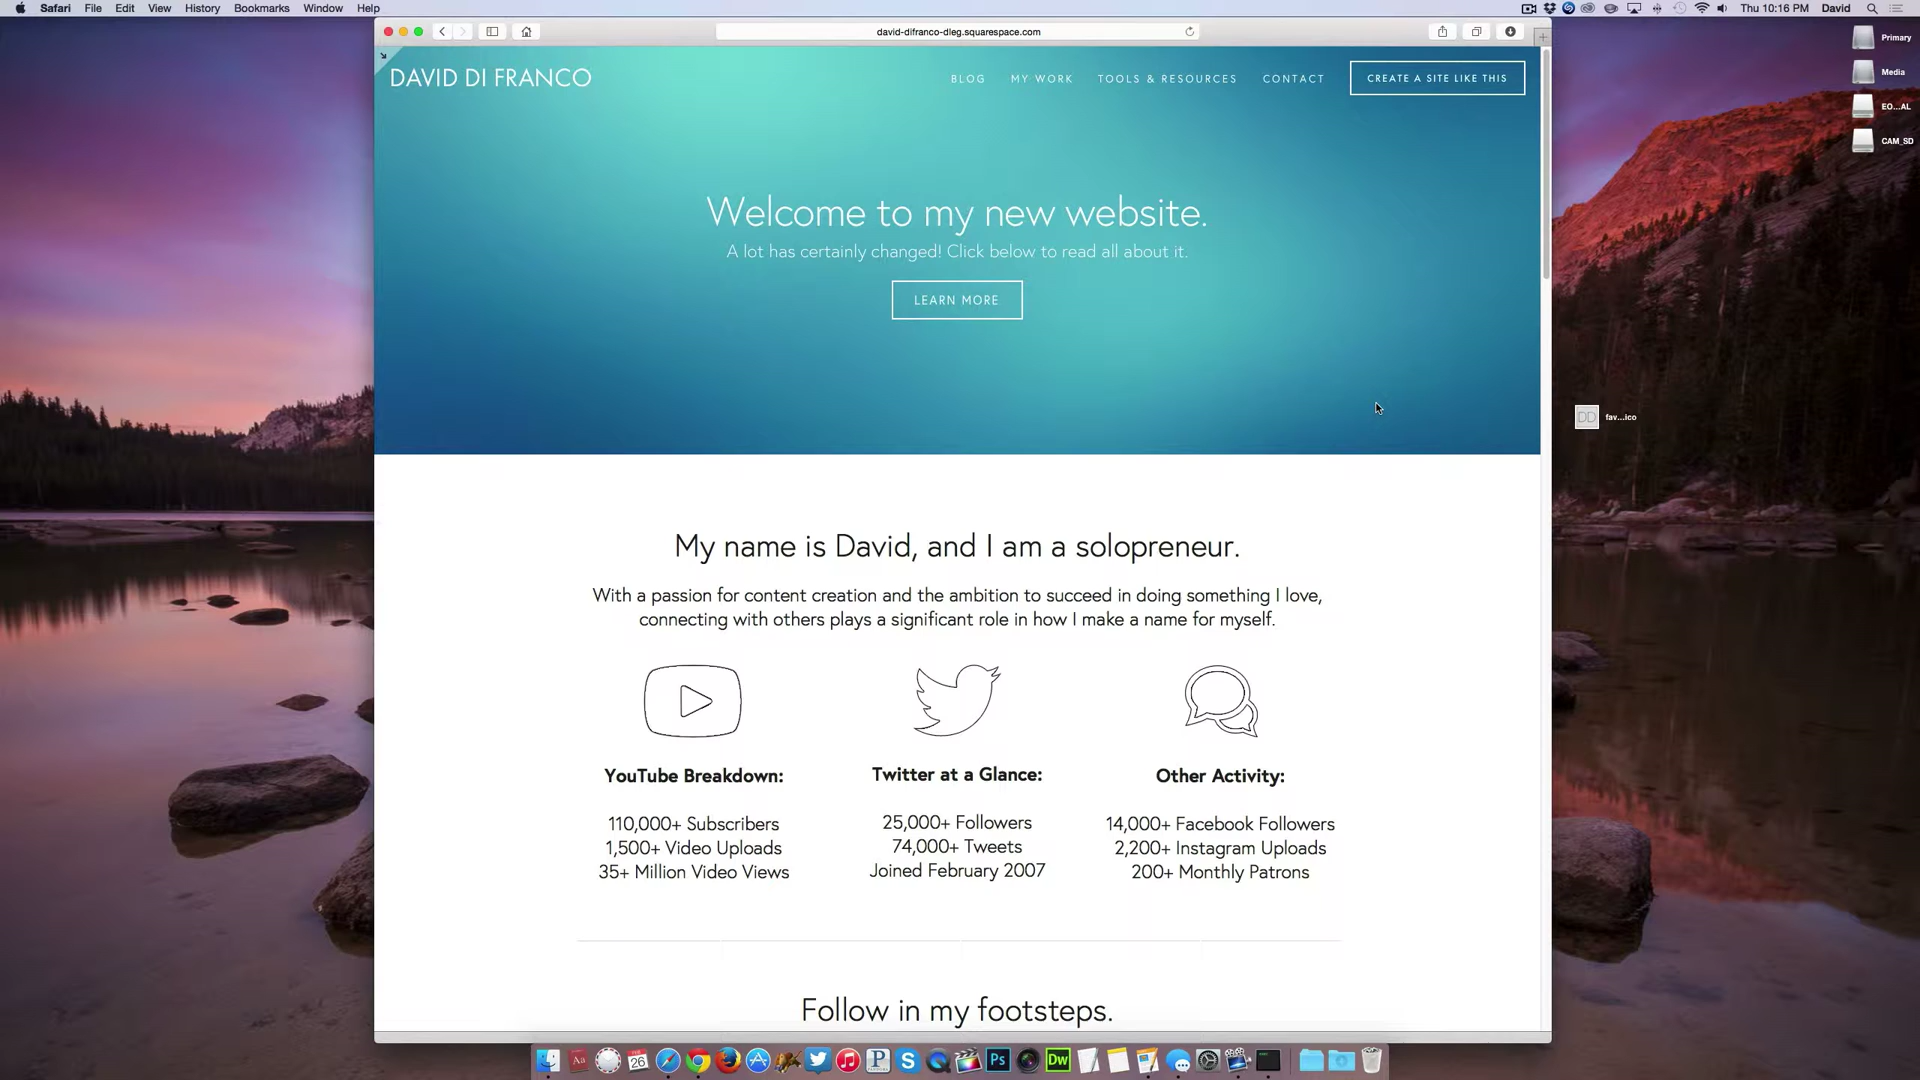 Safari File Edit View History Bookmarks Window Help
Thu 10:16 PM David
david-difranco-dleg.squarespace.com
Primary
Media
EO...AL
CAM_SD
fav...ico
DAVID DI FRANCO
BLOG MY WORK TOOLS & RESOURCES CONTACT CREATE A SITE LIKE THIS
Welcome to my new website.
A lot has certainly changed! Click below to read all about it.
LEARN MORE
My name is David, and I am a solopreneur.
With a passion for content creation and the ambition to succeed in doing something I love,
connecting with others plays a significant role in how I make a name for myself.
YouTube Breakdown:
110,000+ Subscribers
1,500+ Video Uploads
35+ Million Video Views
Twitter at a Glance:
25,000+ Followers
74,000+ Tweets
Joined February 2007
Other Activity:
14,000+ Facebook Followers
2,200+ Instagram Uploads
200+ Monthly Patrons
Follow in my footsteps.
Aa
26
P
S
Ps
Dw